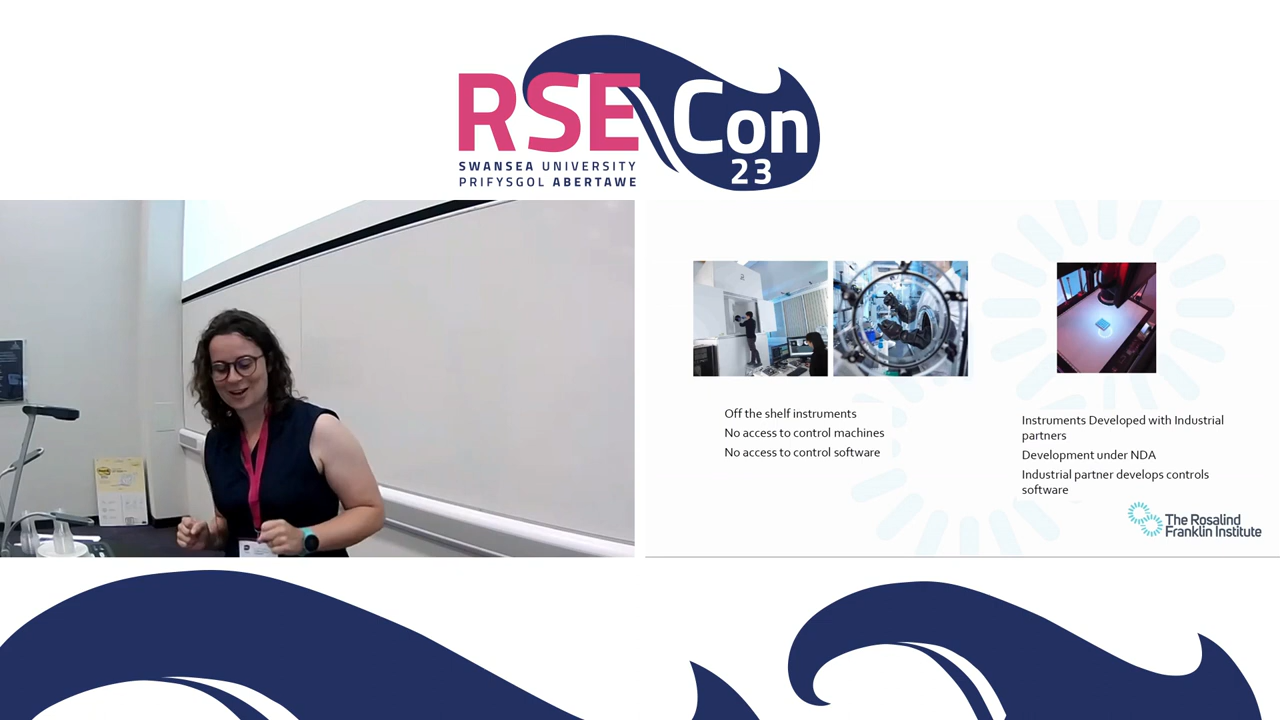 RSE Con
23
SWANSEA UNIVERSITY
PRIFYSGOL ABERTAWE
Off the shelf instruments
No access to control machines
No access to control software
Instruments Developed with Industrial
partners
Development under NDA
Industrial partner develops controls
software
The Rosalind
Franklin Institute